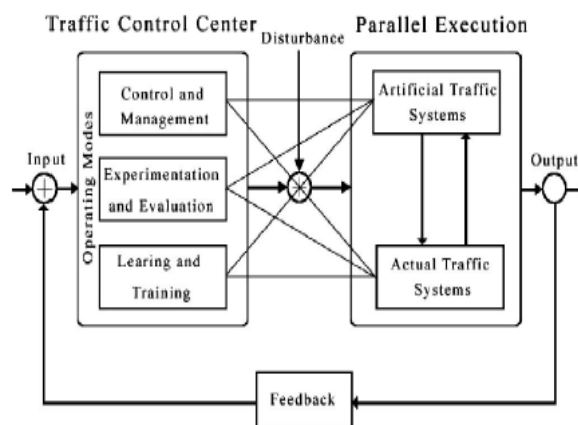 Traffic Control Center
Parallel Execution
Disturbance
Input
Operating Modes
Control and
Management
Experimentation
and Evaluation
Learing and
Training
Artificial Traffic
Systems
Actual Traffic
Systems
Output
Feedback